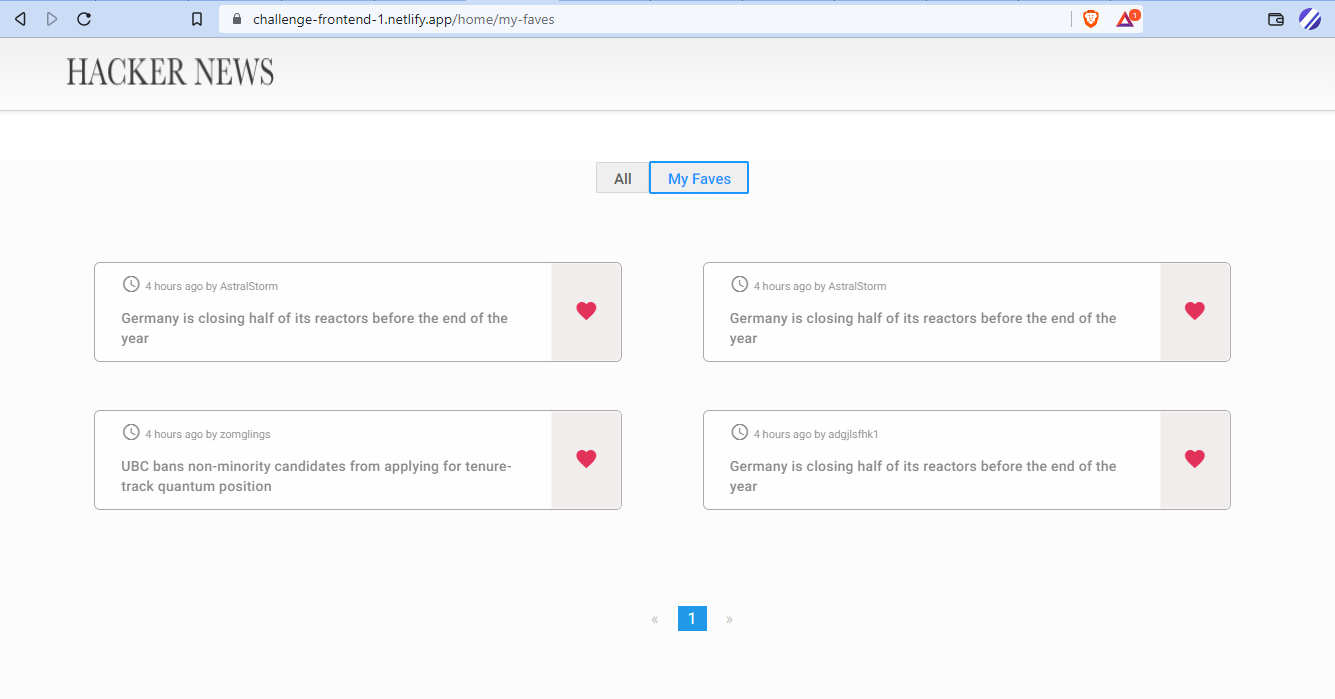 challenge-frontend-1.netlify.app/home/my-faves
1
HACKER NEWS
All
My Faves
4 hours ago by AstralStorm
Germany is closing half of its reactors before the end of the
year
4 hours ago by AstralStorm
Germany is closing half of its reactors before the end of the
year
4 hours ago by zomglings
UBC bans non-minority candidates from applying for tenure-
track quantum position
4 hours ago by adgjlsfhk1
Germany is closing half of its reactors before the end of the
year
« 1 »